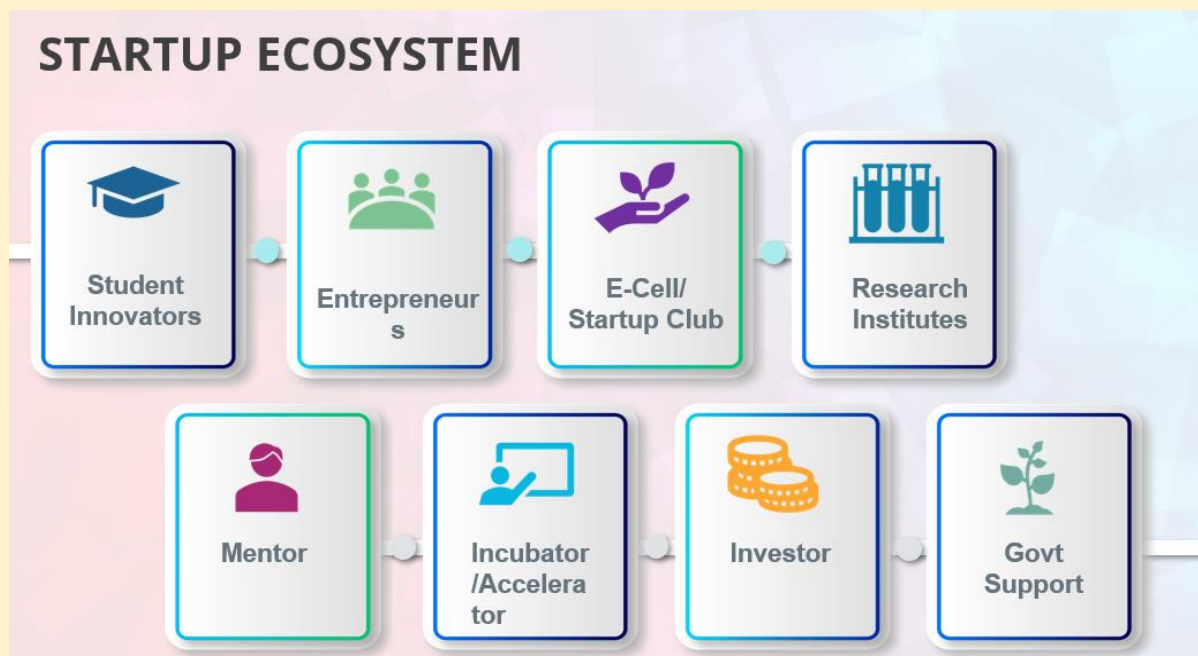 STARTUP ECOSYSTEM
Student
Innovators
Entrepreneur
s
E-Cell/
Startup Club
Research
Institutes
Mentor
Incubator
/Accelera
tor
Investor
Govt
Support